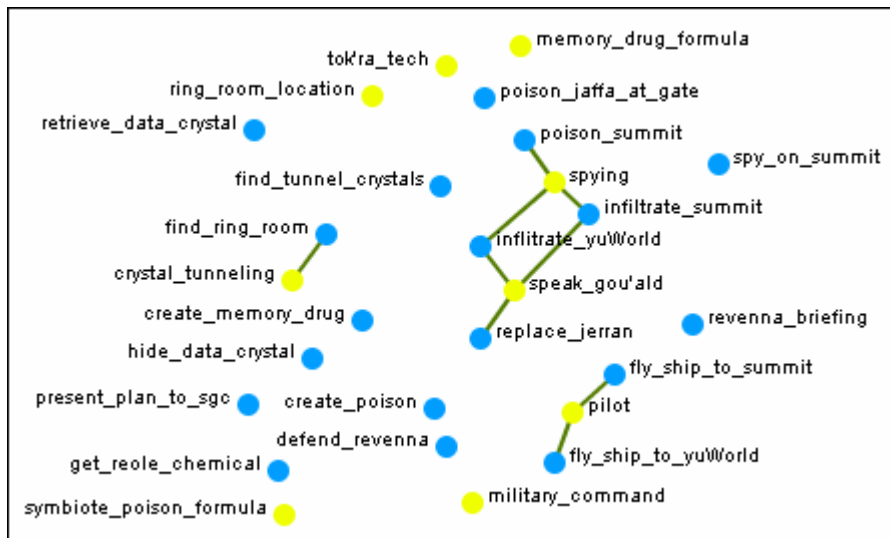 memory_drug_formula
tok'ra_tech
ring_room_location
poison_jaffa_at_gate
retrieve_data_crystal
poison_summit
spy_on_summit
spying
find_tunnel_crystals
infiltrate_summit
find_ring_room
inflitrate_yuWorld
crystal_tunneling
speak_gou'ald
create_memory_drug
revenna_briefing
replace_jerran
hide_data_crystal
fly_ship_to_summit
present_plan_to_sgc
create_poison
pilot
defend_revenna
fly_ship_to_yuWorld
get_reole_chemical
military_command
symbiote_poison_formula